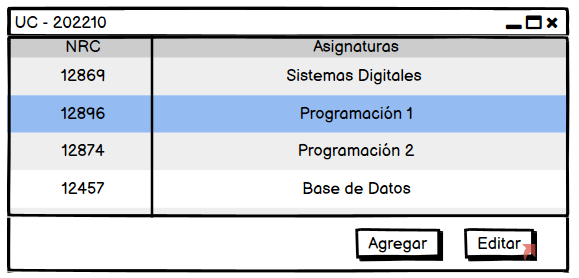 UC - 202210
NRC Asignaturas
12869 Sistemas Digitales
12896 Programación 1
12874 Programación 2
12457 Base de Datos
Agregar Editar